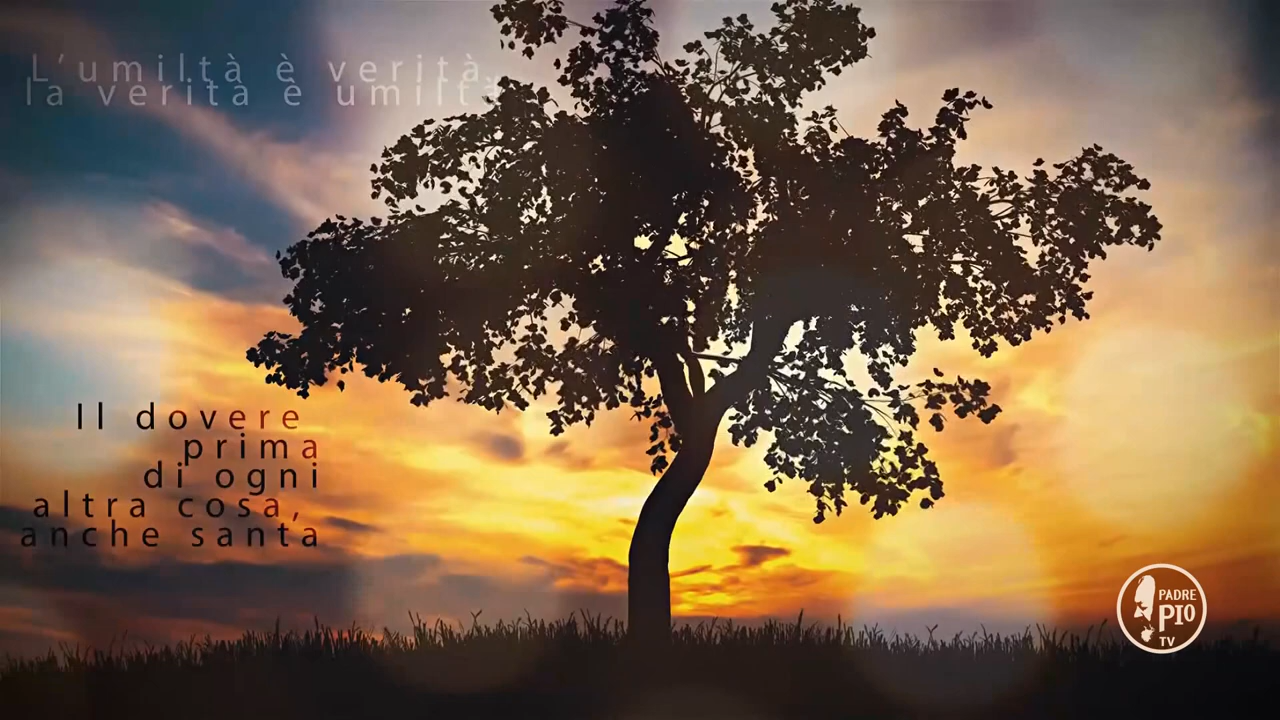 L'umiltà è verità,
la verità è umiltà
Il dovere
prima
di ogni
altra cosa,
anche santa
PADRE
PIO
TV